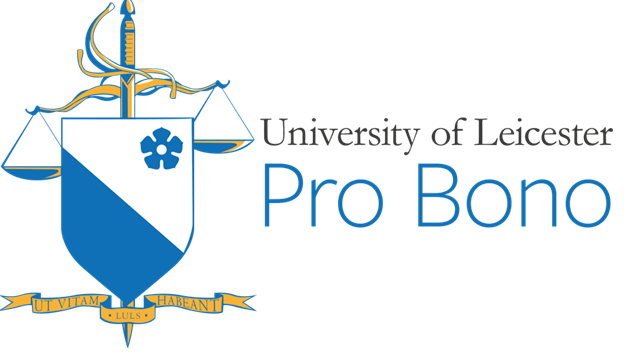 University of Leicester
Pro Bono
UT VITAM HABEANT
· LULS ·